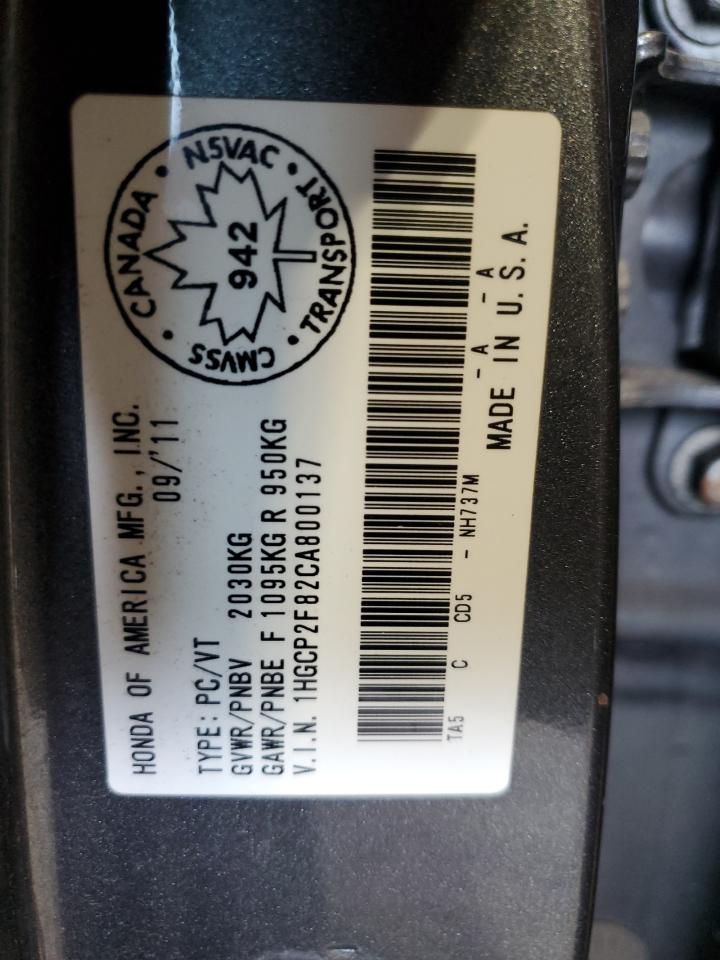 HONDA OF AMERICA MFG., INC.
09/'11
TYPE: PC/VT
GVWR/PNBV 2030KG
GAWR/PNBE F 1095KG R 950KG
V.I.N. 1HGCP2F82CA800137
CANADA • NSVAC • TRANSPORT • CMVSS •
942
TA5 C CD5 - NH737M - A - A
MADE IN U.S.A.